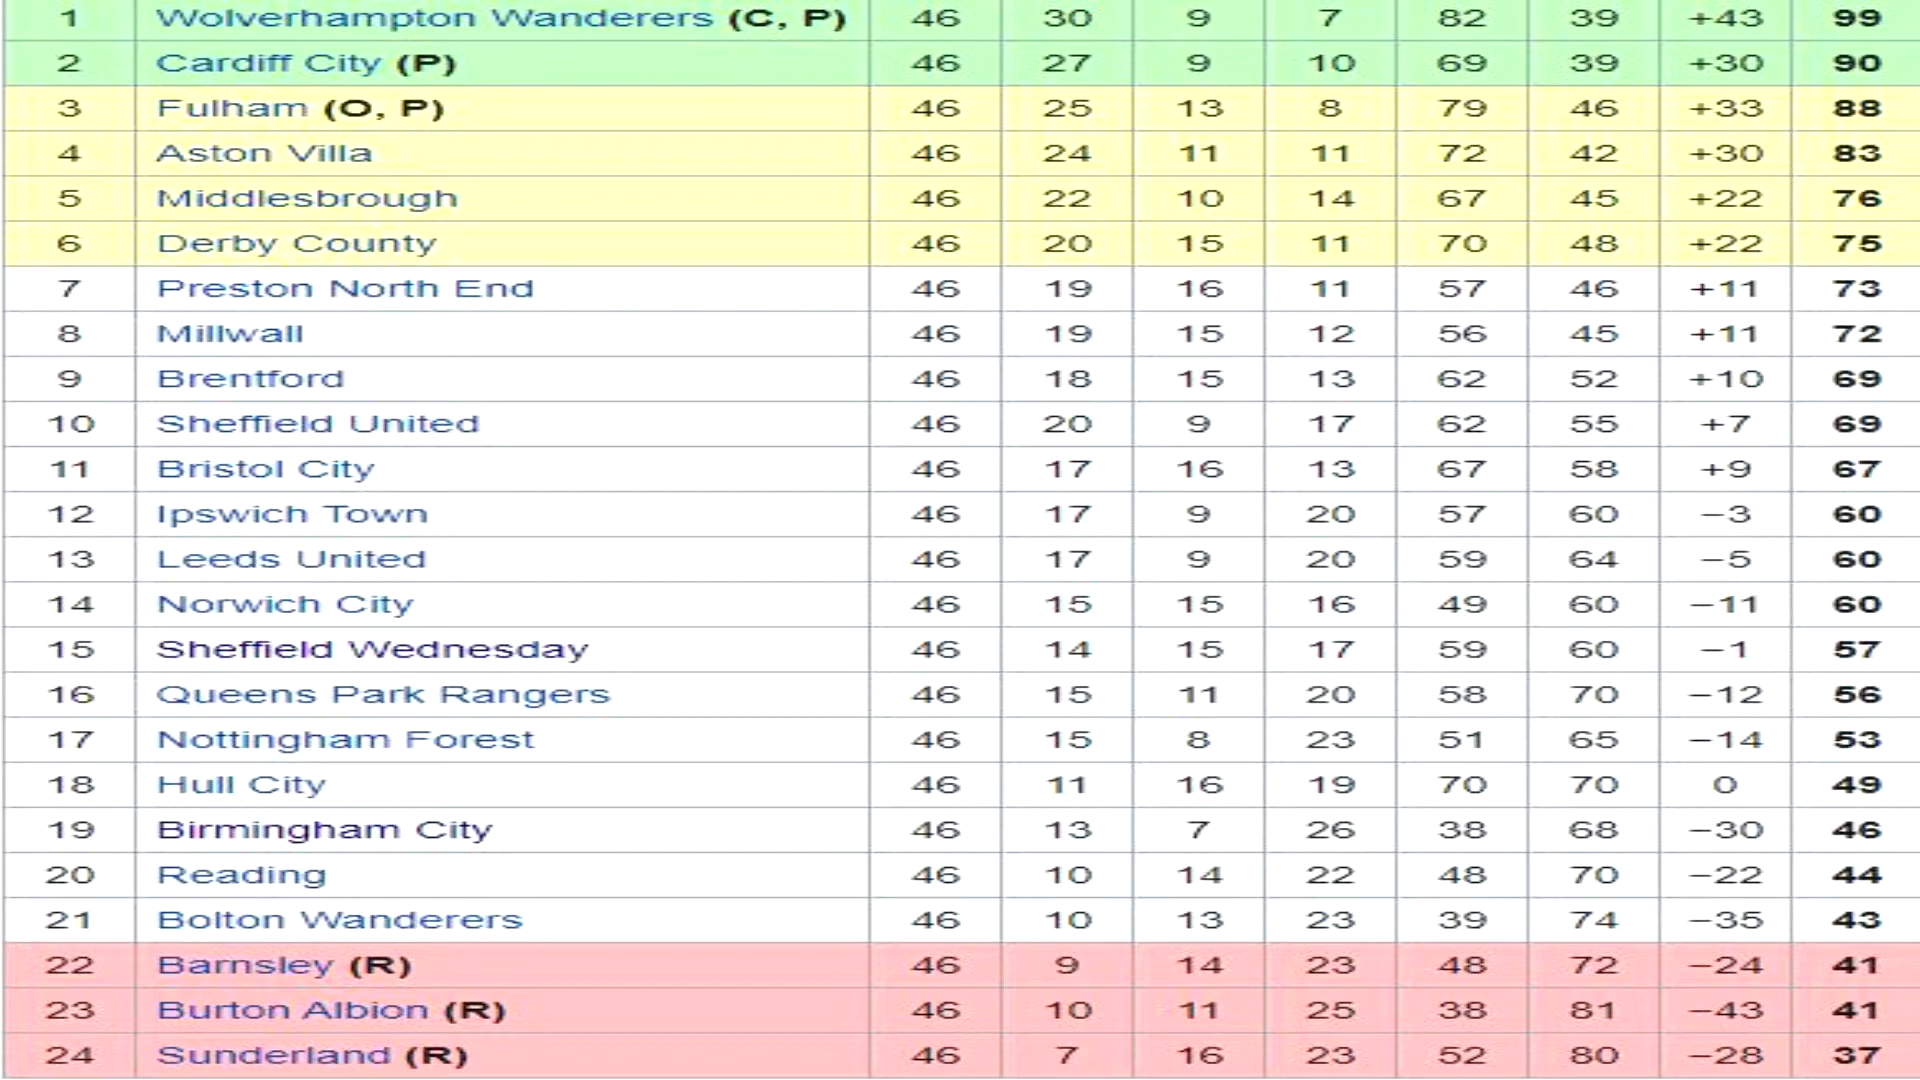 1 Wolverhampton Wanderers (C, P) 46 30 9 7 82 39 +43 99
2 Cardiff City (P) 46 27 9 10 69 39 +30 90
3 Fulham (O, P) 46 25 13 8 79 46 +33 88
4 Aston Villa 46 24 11 11 72 42 +30 83
5 Middlesbrough 46 22 10 14 67 45 +22 76
6 Derby County 46 20 15 11 70 48 +22 75
7 Preston North End 46 19 16 11 57 46 +11 73
8 Millwall 46 19 15 12 56 45 +11 72
9 Brentford 46 18 15 13 62 52 +10 69
10 Sheffield United 46 20 9 17 62 55 +7 69
11 Bristol City 46 17 16 13 67 58 +9 67
12 Ipswich Town 46 17 9 20 57 60 −3 60
13 Leeds United 46 17 9 20 59 64 −5 60
14 Norwich City 46 15 15 16 49 60 −11 60
15 Sheffield Wednesday 46 14 15 17 59 60 −1 57
16 Queens Park Rangers 46 15 11 20 58 70 −12 56
17 Nottingham Forest 46 15 8 23 51 65 −14 53
18 Hull City 46 11 16 19 70 70 0 49
19 Birmingham City 46 13 7 26 38 68 −30 46
20 Reading 46 10 14 22 48 70 −22 44
21 Bolton Wanderers 46 10 13 23 39 74 −35 43
22 Barnsley (R) 46 9 14 23 48 72 −24 41
23 Burton Albion (R) 46 10 11 25 38 81 −43 41
24 Sunderland (R) 46 7 16 23 52 80 −28 37